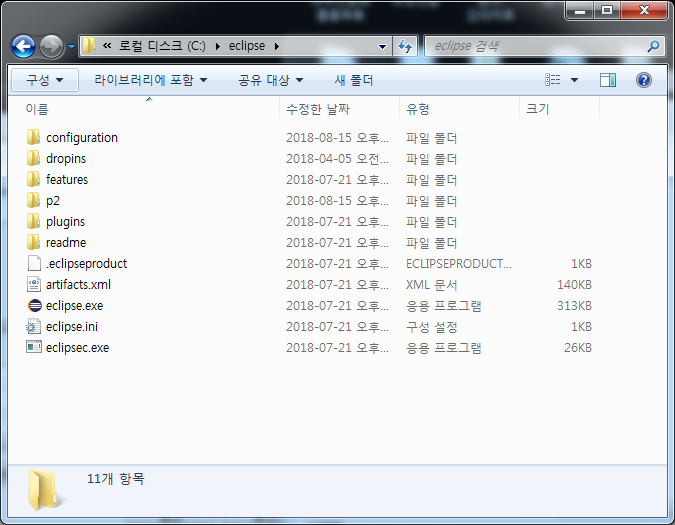 « 로컬 디스크 (C:) ▸ eclipse ▸
eclipse 검색
구성 ▼ 라이브러리에 포함 ▼ 공유 대상 ▼ 새 폴더
이름 수정한 날짜 유형 크기
configuration 2018-08-15 오후... 파일 폴더
dropins 2018-04-05 오전... 파일 폴더
features 2018-07-21 오후... 파일 폴더
p2 2018-08-15 오후... 파일 폴더
plugins 2018-07-21 오후... 파일 폴더
readme 2018-07-21 오후... 파일 폴더
.eclipseproduct 2018-07-21 오후... ECLIPSEPRODUCT... 1KB
artifacts.xml 2018-07-21 오후... XML 문서 140KB
eclipse.exe 2018-07-21 오후... 응용 프로그램 313KB
eclipse.ini 2018-07-21 오후... 구성 설정 1KB
eclipsec.exe 2018-07-21 오후... 응용 프로그램 26KB
11개 항목